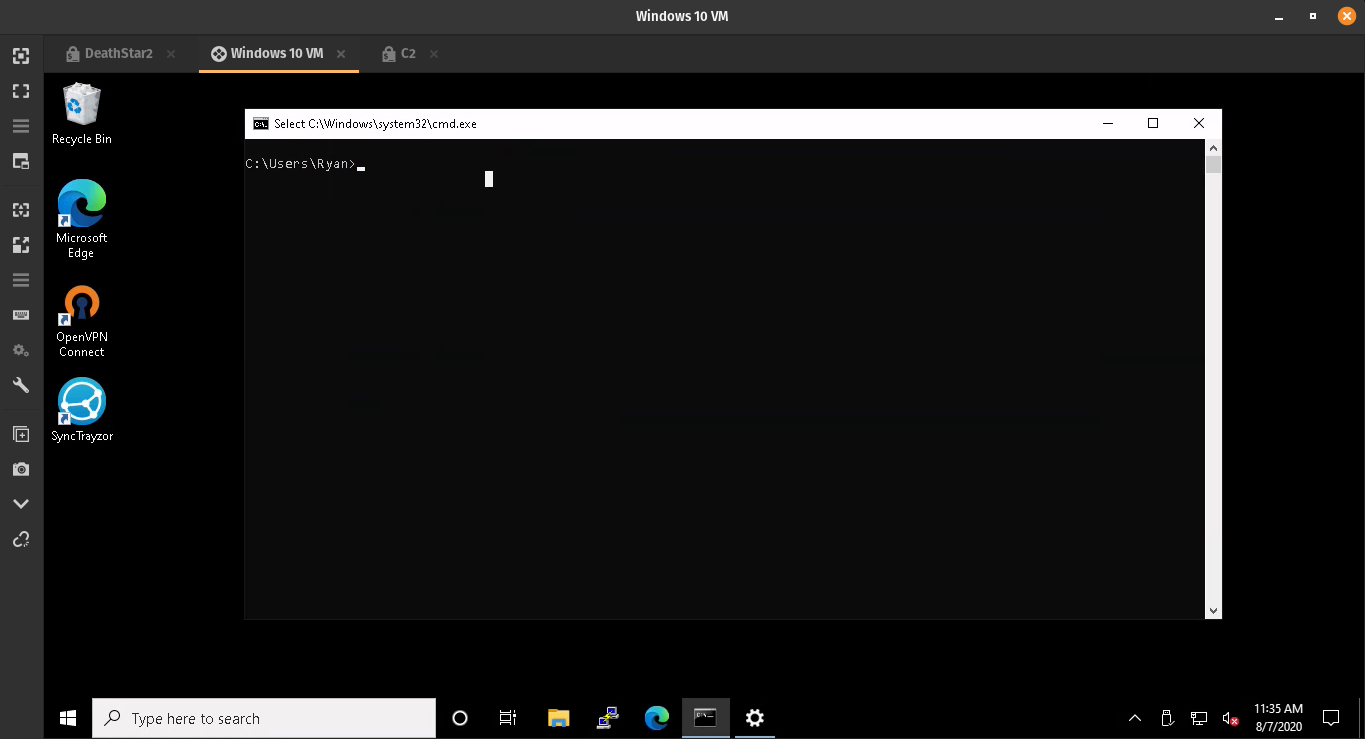 Windows 10 VM
DeathStar2
Windows 10 VM
C2
Recycle Bin
Select C:\Windows\system32\cmd.exe
C:\Users\Ryan>
Microsoft
Edge
OpenVPN
Connect
SyncTrayzor
Type here to search
11:35 AM
8/7/2020